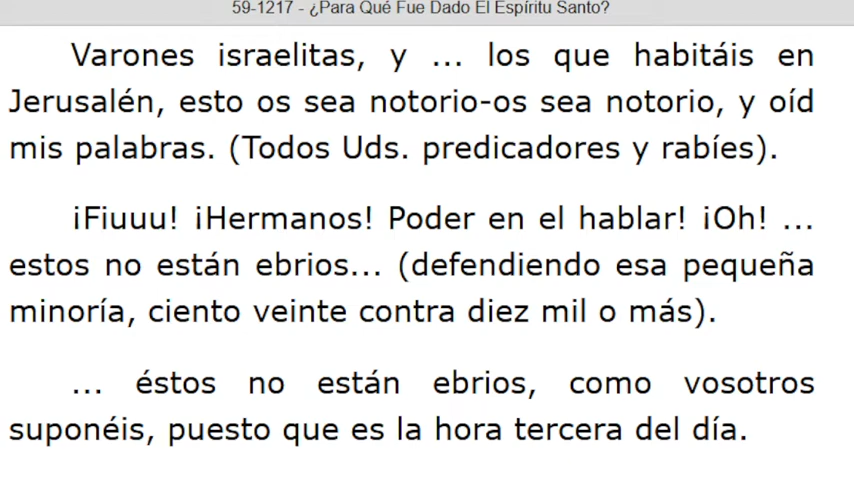 59-1217 - ¿Para Qué Fue Dado El Espíritu Santo?
Varones israelitas, y ... los que habitáis en
Jerusalén, esto os sea notorio-os sea notorio, y oíd
mis palabras. (Todos Uds. predicadores y rabíes).
¡Fiuuu! ¡Hermanos! Poder en el hablar! ¡Oh! ...
estos no están ebrios... (defendiendo esa pequeña
minoría, ciento veinte contra diez mil o más).
... éstos no están ebrios, como vosotros
suponéis, puesto que es la hora tercera del día.